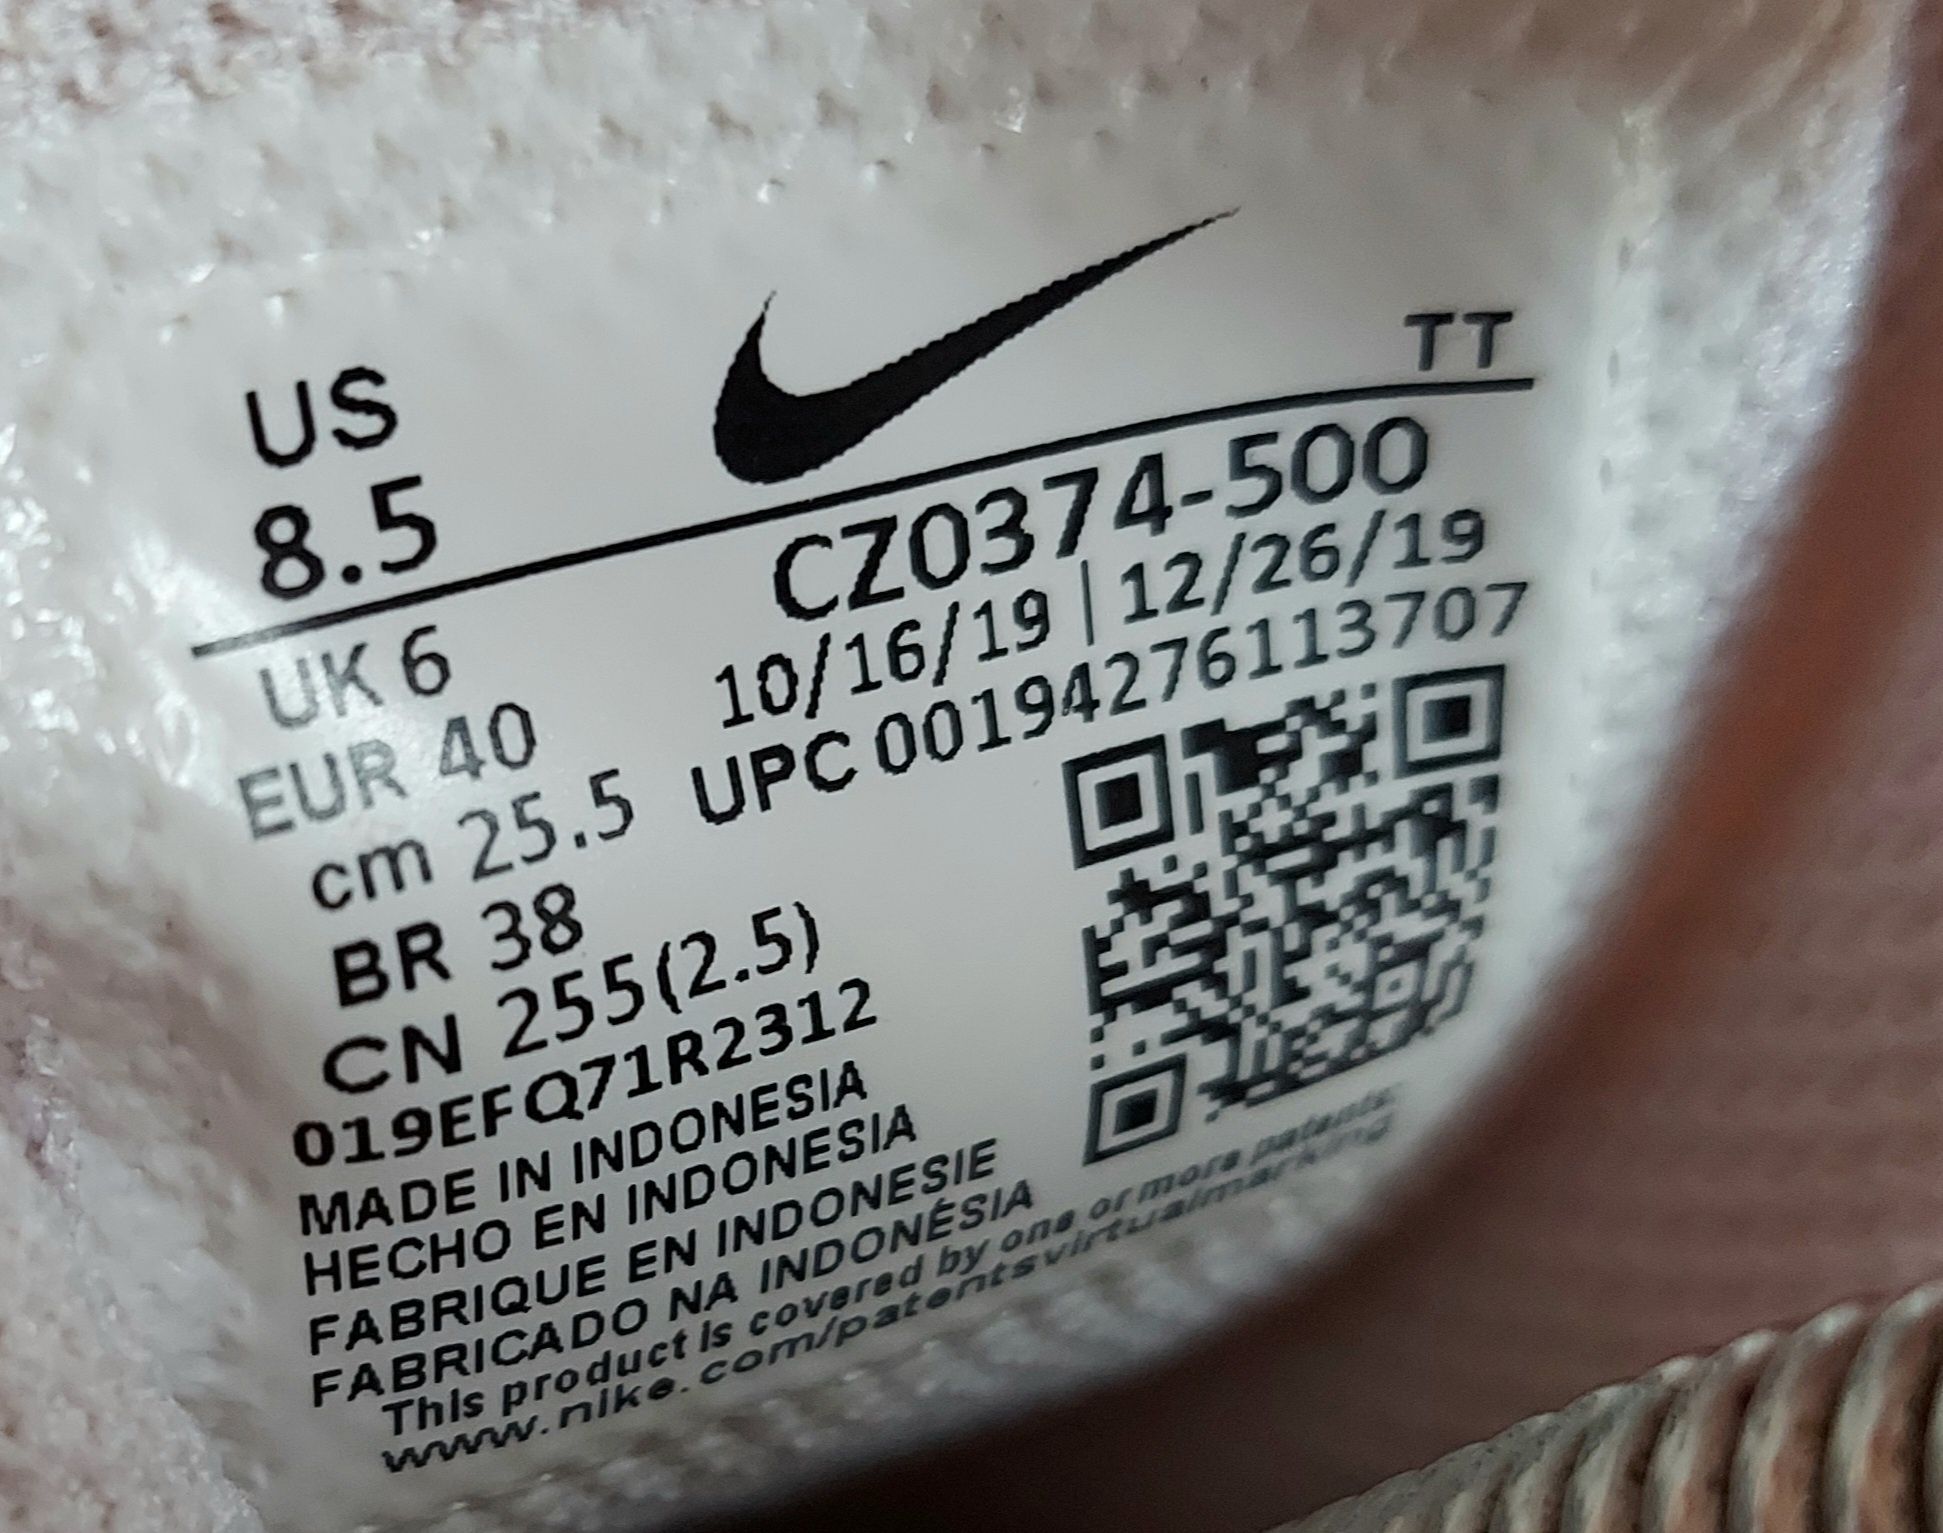 US
8.5
TT
UK 6
EUR 40
cm 25.5
BR 38
CN 255(2.5)
CZ0374-500
10/16/19 | 12/26/19
UPC 00194276113707
019EFQ71R2312
MADE IN INDONESIA
HECHO EN INDONESIA
FABRIQUE EN INDONESIE
FABRICADO NA INDONÉSIA
This product is covered by one or more patents.
www.nike.com/patentsvirtualmarking